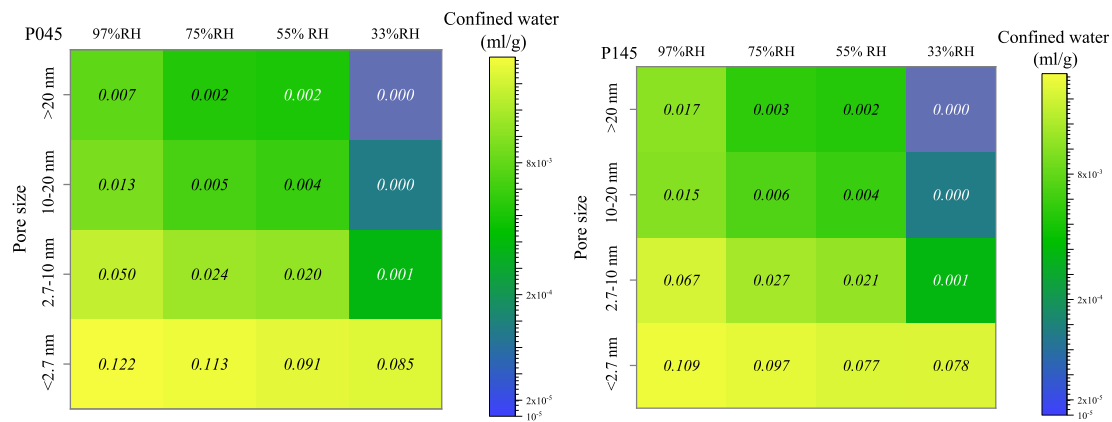 P045 97%RH 75%RH 55% RH 33%RH
Confined water
(ml/g)
Pore size
>20 nm 0.007 0.002 0.002 0.000
10-20 nm 0.013 0.005 0.004 0.000
2.7-10 nm 0.050 0.024 0.020 0.001
<2.7 nm 0.122 0.113 0.091 0.085
8x10-3
2x10-4
2x10-5
10-5
P145 97%RH 75%RH 55% RH 33%RH
Confined water
(ml/g)
Pore size
>20 nm 0.017 0.003 0.002 0.000
10-20 nm 0.015 0.006 0.004 0.000
2.7-10 nm 0.067 0.027 0.021 0.001
<2.7 nm 0.109 0.097 0.077 0.078
8x10-3
2x10-4
2x10-5
10-5